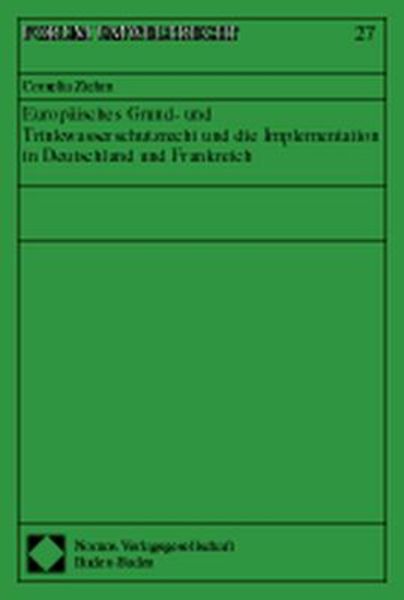 FORUM UMWELTRECHT 27
Cornelia Ziehm
Europäisches Grund- und
Trinkwasserschutzrecht und die Implementation
in Deutschland und Frankreich
Nomos Verlagsgesellschaft
Baden-Baden